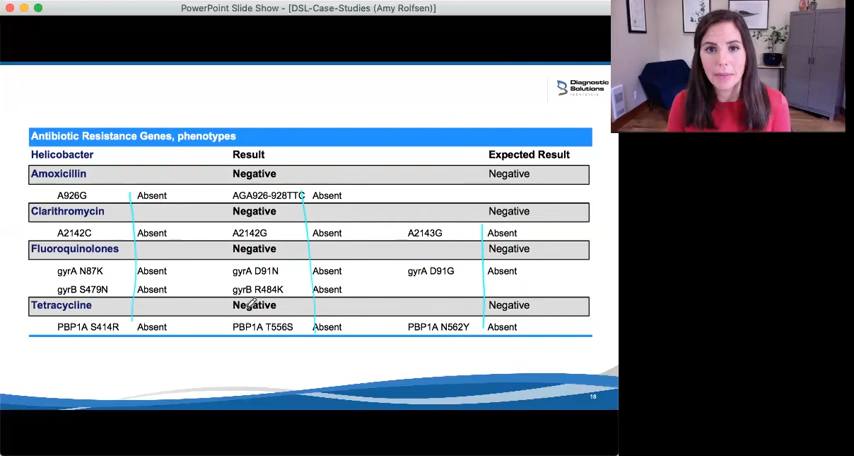 PowerPoint Slide Show - [DSL-Case-Studies (Amy Rolfsen)]
Diagnostic
Solutions
Antibiotic Resistance Genes, phenotypes
Helicobacter Result Expected Result
Amoxicillin Negative Negative
A926G Absent AGA926-928TTC Absent
Clarithromycin Negative Negative
A2142C Absent A2142G Absent A2143G Absent
Fluoroquinolones Negative Negative
gyrA N87K Absent gyrA D91N Absent gyrA D91G Absent
gyrB S479N Absent gyrB R484K Absent
Tetracycline Negative Negative
PBP1A S414R Absent PBP1A T556S Absent PBP1A N562Y Absent
18